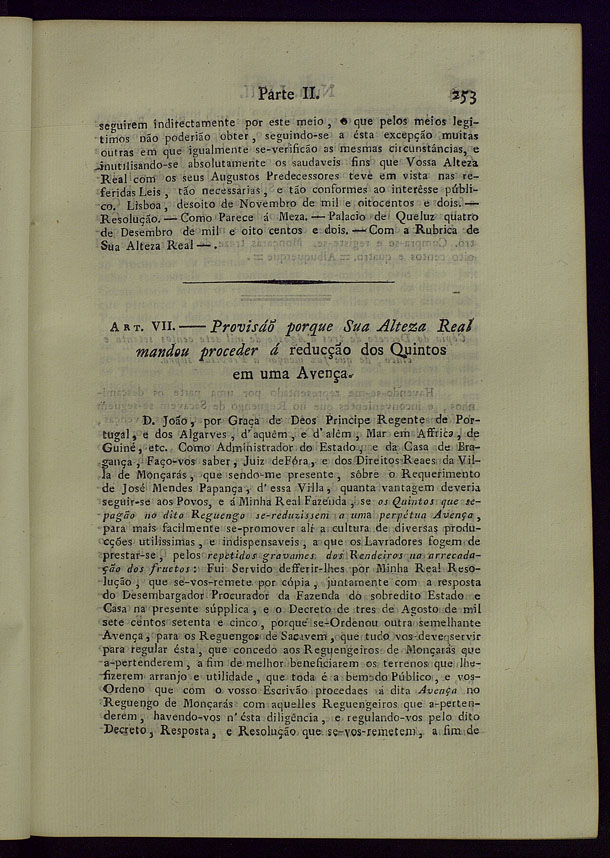 Parte II. 253
seguirem indirectamente por este meio, e que pelos meios legi-
timos não poderião obter, seguindo-se a ésta excepção muitas
outras em que igualmente se-verificão as mesmas circunstâncias, e
inutilisando-se absolutamente os saudaveis fins que Vossa Alteza
Real com os seus Augustos Predecessores teve em vista nas re-
feridas Leis, tão necessarias, e tão conformes ao interèsse públi-
co. Lisboa, desoito de Novembro de mil e oitocentos e dois. —
Resolução. — Como Parece á Meza. — Palacio de Queluz quatro
de Desembro de mil e oito centos e dois. — Com a Rubrica de
Sua Alteza Real —.
ART. VII. — Provisáõ porque Sua Alteza Real
mandou proceder á reducção dos Quintos
em uma Avença.
D. João, por Graça de Deos Principe Regente de Por-
tugal, e dos Algarves, d'aquêm, e d'alêm, Mar em Affrica, de
Guiné, etc. Como Administrador do Estado, e da Casa de Bra-
gança, Faço-vos saber, Juiz deFóra, e dos Direitos Reaes da Vil-
la de Monçarás, que sendo-me presente, sôbre o Requerimento
de José Mendes Papança, d'essa Villa, quanta vantagem deveria
seguir-se aos Povos, e á Minha Real Fazenda, se os Quintos que se-
pagão no dito Reguengo se-reduzissem a uma perpétua Avença,
para mais facilmente se-promover alí a cultura de diversas produ-
cções utilissimas, e indispensaveis, a que os Lavradores fogem de
prestar-se, pelos repetidos gravames dos Rendeiros na arrecada-
ção dos fructos: Fui Servido defferir-lhes por Minha Real Reso-
lução, que se-vos-remete por cópia, juntamente com a resposta
do Desembargador Procurador da Fazenda do sobredito Estado e
Casa na presente súpplica, e o Decreto de tres de Agosto de mil
sete centos setenta e cinco, porque se-Ordenou outra semelhante
Avença, para os Reguengos de Sacavem, que tudo vos-deve servir
para regular ésta, que concedo aos Reguengeiros de Monçarás que
a-pertenderem, a fim de melhor beneficiarem os terrenos que lhe-
fizerem arranjo e utilidade, que toda é a bem do Público, e vos-
Ordeno que com o vosso Escrivão procedaes á dita Avença no
Reguengo de Monçarás com aquelles Reguengeiros que a-perten-
derem, havendo-vos n'ésta diligência, e regulando-vos pelo dito
Decreto, Resposta, e Resolução que se-vos-remetem, a fim de